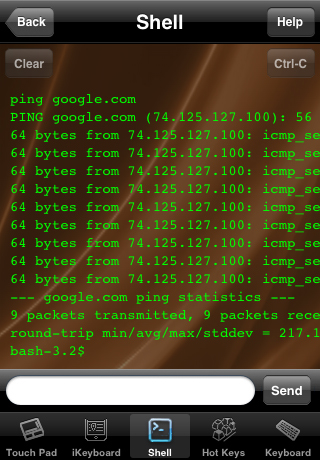 Back
Shell
Help
Clear
Ctrl-C
ping google.com
PING google.com (74.125.127.100): 56
64 bytes from 74.125.127.100: icmp_se
64 bytes from 74.125.127.100: icmp_se
64 bytes from 74.125.127.100: icmp_se
64 bytes from 74.125.127.100: icmp_se
64 bytes from 74.125.127.100: icmp_se
64 bytes from 74.125.127.100: icmp_se
64 bytes from 74.125.127.100: icmp_se
64 bytes from 74.125.127.100: icmp_se
64 bytes from 74.125.127.100: icmp_se
--- google.com ping statistics ---
9 packets transmitted, 9 packets rece
round-trip min/avg/max/stddev = 217.1
bash-3.2$
Send
Touch Pad
iKeyboard
Shell
Hot Keys
Keyboard